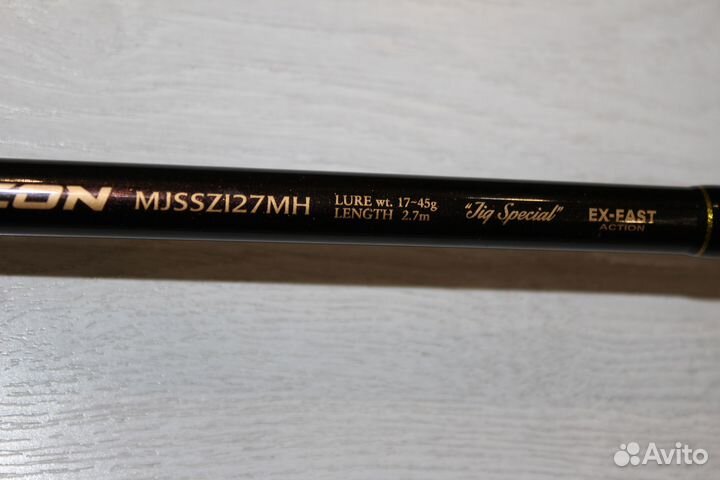 CON MJSSZ127MH
LURE wt. 17~45g
LENGTH 2.7m
"Jig Special"
EX-FAST
ACTION
Avito